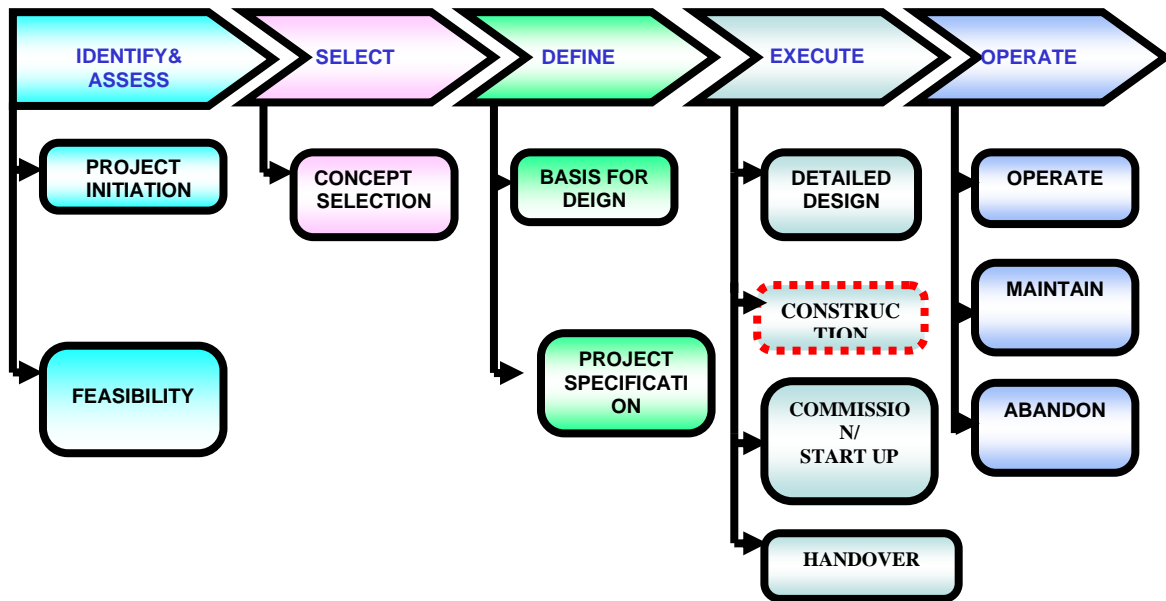 IDENTIFY&
ASSESS
SELECT
DEFINE
EXECUTE
OPERATE
PROJECT
INITIATION
FEASIBILITY
CONCEPT
SELECTION
BASIS FOR
DEIGN
PROJECT
SPECIFICATI
ON
DETAILED
DESIGN
CONSTRUC
TION
COMMISSIO
N/
START UP
HANDOVER
OPERATE
MAINTAIN
ABANDON